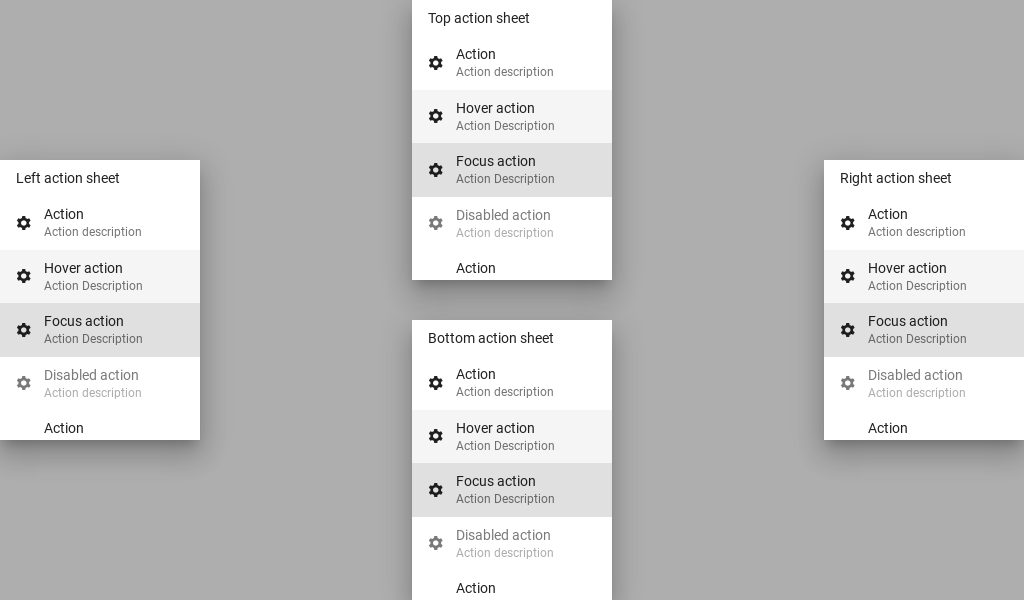 Top action sheet
Action
Action description
Hover action
Action Description
Focus action
Action Description
Disabled action
Action description
Action
Left action sheet
Action
Action description
Hover action
Action Description
Focus action
Action Description
Disabled action
Action description
Action
Right action sheet
Action
Action description
Hover action
Action Description
Focus action
Action Description
Disabled action
Action description
Action
Bottom action sheet
Action
Action description
Hover action
Action Description
Focus action
Action Description
Disabled action
Action description
Action